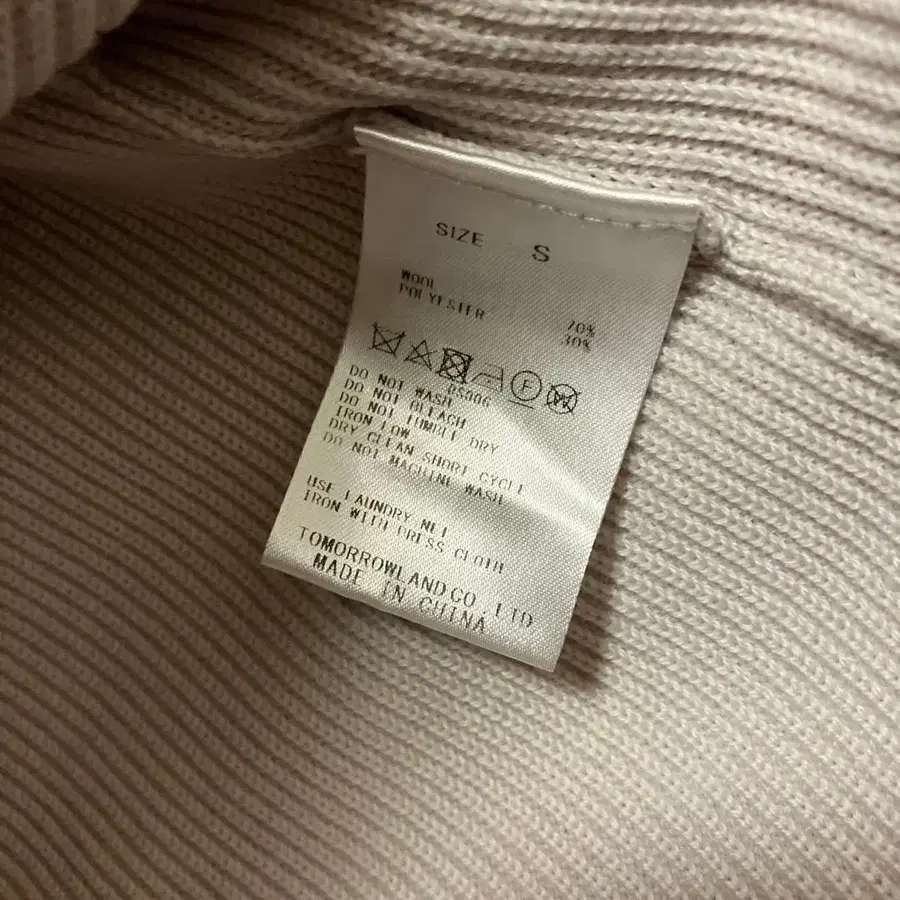 SIZE S
WOOL 70%
POLYESTER 30%
F W
DO NOT WASH
DO NOT BLEACH
DO NOT TUMBLE DRY
IRON LOW
DRY CLEAN SHORT CYCLE
DO NOT MACHINE WASH
USE LAUNDRY NET
IRON WITH PRESS CLOTH
TOMORROWLAND CO.,LTD
MADE IN CHINA